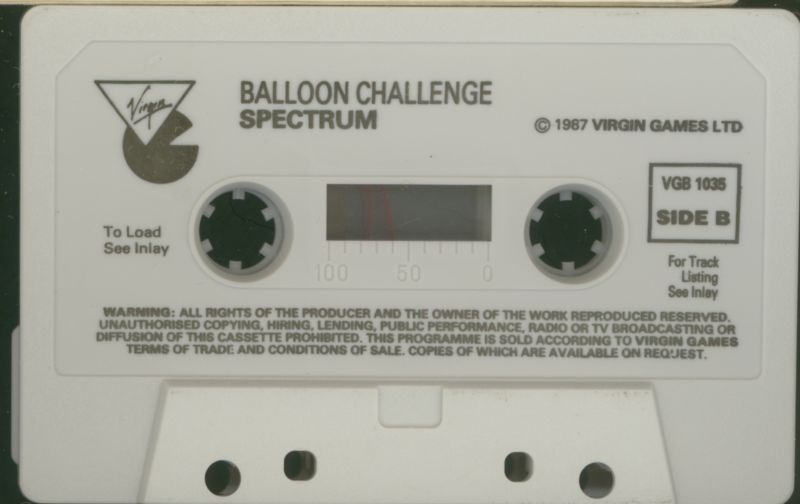 Virgin
BALLOON CHALLENGE
SPECTRUM
© 1987 VIRGIN GAMES LTD
VGB 1035
SIDE B
To Load
See Inlay
For Track
Listing
See Inlay
100 50 0
WARNING: ALL RIGHTS OF THE PRODUCER AND THE OWNER OF THE WORK REPRODUCED RESERVED.
UNAUTHORISED COPYING, HIRING, LENDING, PUBLIC PERFORMANCE, RADIO OR TV BROADCASTING OR
DIFFUSION OF THIS CASSETTE PROHIBITED. THIS PROGRAMME IS SOLD ACCORDING TO VIRGIN GAMES
TERMS OF TRADE AND CONDITIONS OF SALE. COPIES OF WHICH ARE AVAILABLE ON REQUEST.